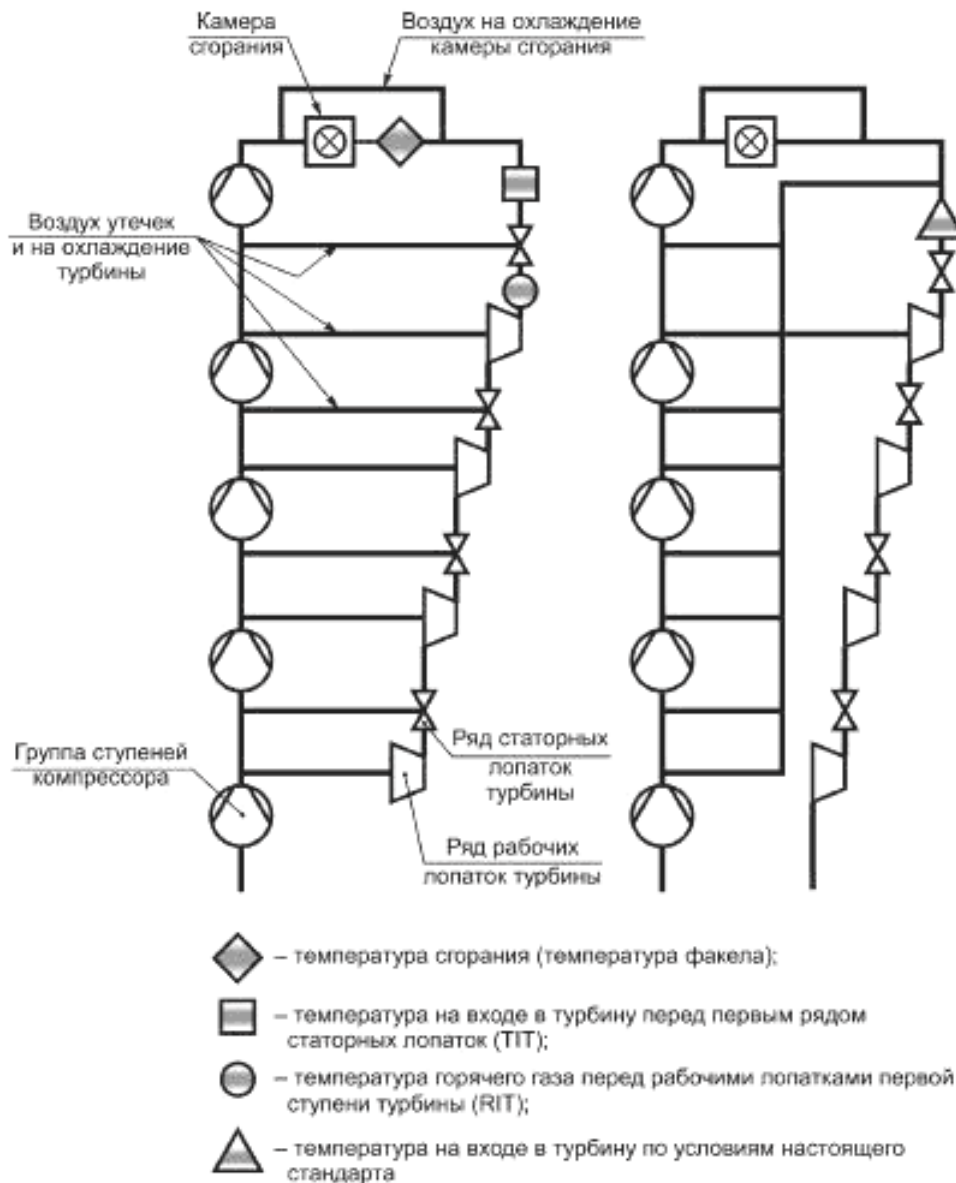 Камера
сгорания
Воздух на охлаждение
камеры сгорания
Воздух утечек
и на охлаждение
турбины
Группа ступеней
компрессора
Ряд статорных
лопаток
турбины
Ряд рабочих
лопаток турбины
– температура сгорания (температура факела);
– температура на входе в турбину перед первым рядом
статорных лопаток (TIT);
– температура горячего газа перед рабочими лопатками первой
ступени турбины (RIT);
– температура на входе в турбину по условиям настоящего
стандарта